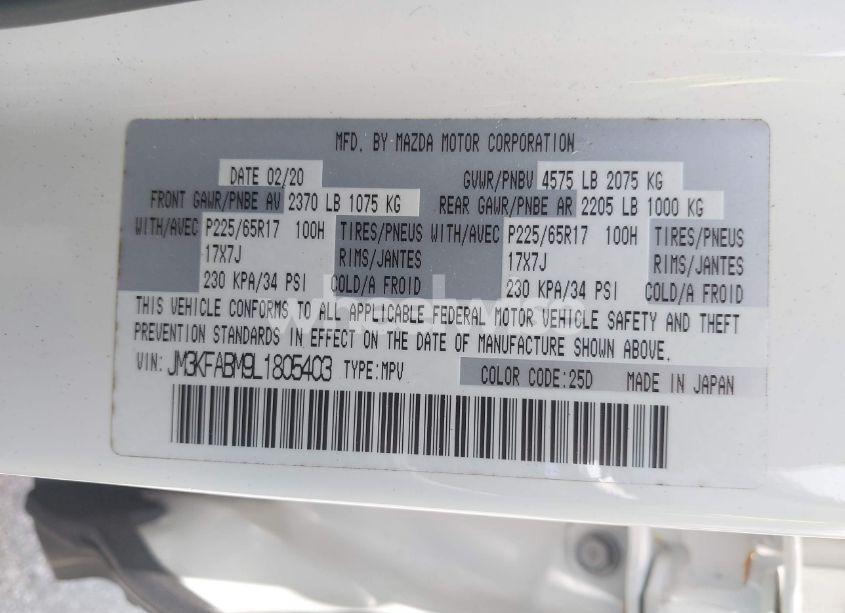 MFD. BY MAZDA MOTOR CORPORATION
DATE 02/20 GVWR/PNBV 4575 LB 2075 KG
FRONT GAWR/PNBE AV 2370 LB 1075 KG REAR GAWR/PNBE AR 2205 LB 1000 KG
WITH/AVEC P225/65R17 100H TIRES/PNEUS WITH/AVEC P225/65R17 100H TIRES/PNEUS
17X7J RIMS/JANTES 17X7J RIMS/JANTES
230 KPA/34 PSI COLD/A FROID 230 KPA/34 PSI COLD/A FROID
THIS VEHICLE CONFORMS TO ALL APPLICABLE FEDERAL MOTOR VEHICLE SAFETY AND THEFT
PREVENTION STANDARDS IN EFFECT ON THE DATE OF MANUFACTURE SHOWN ABOVE.
VIN: JM3KFABM9L1805403 TYPE:MPV COLOR CODE:25D MADE IN JAPAN